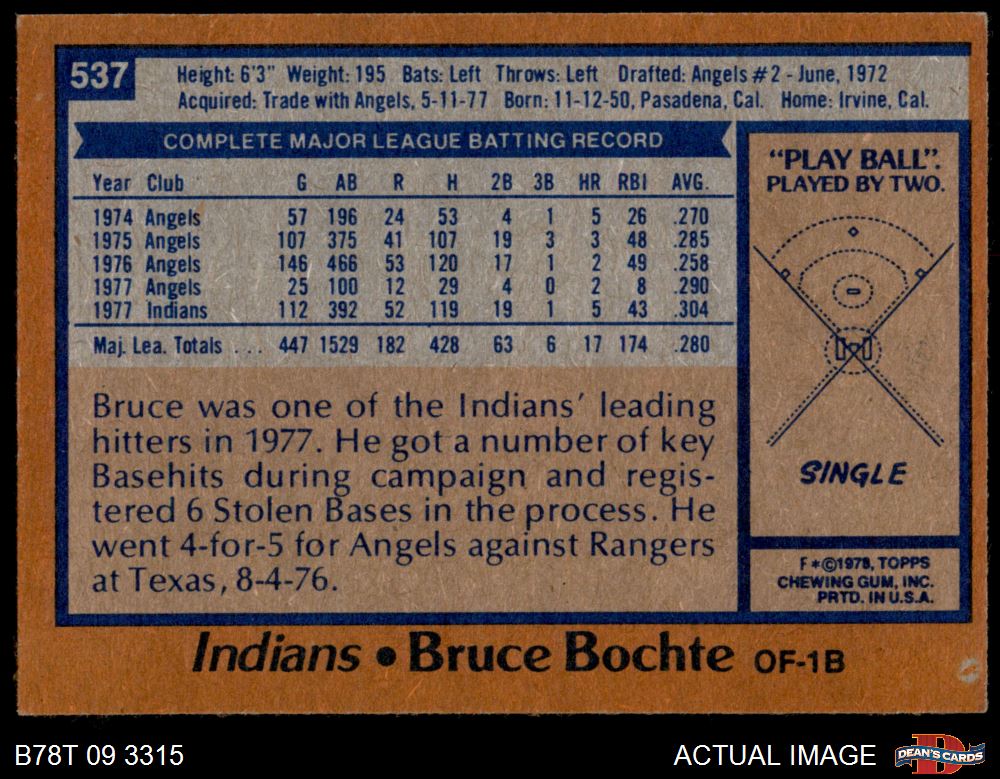 537
Height: 6'3" Weight: 195 Bats: Left Throws: Left Drafted: Angels #2 - June, 1972
Acquired: Trade with Angels, 5-11-77 Born: 11-12-50, Pasadena, Cal. Home: Irvine, Cal.
COMPLETE MAJOR LEAGUE BATTING RECORD
Year Club G AB R H 2B 3B HR RBI AVG.
1974 Angels 57 196 24 53 4 1 5 26 .270
1975 Angels 107 375 41 107 19 3 3 48 .285
1976 Angels 146 466 53 120 17 1 2 49 .258
1977 Angels 25 100 12 29 4 0 2 8 .290
1977 Indians 112 392 52 119 19 1 5 43 .304
Maj. Lea. Totals . . . 447 1529 182 428 63 6 17 174 .280
Bruce was one of the Indians' leading
hitters in 1977. He got a number of key
Basehits during campaign and regis-
tered 6 Stolen Bases in the process. He
went 4-for-5 for Angels against Rangers
at Texas, 8-4-76.
"PLAY BALL".
PLAYED BY TWO.
SINGLE
F*©1978, TOPPS
CHEWING GUM, INC.
PRTD. IN U.S.A.
Indians • Bruce Bochte OF-1B
B78T 09 3315
ACTUAL IMAGE
D
DEAN'S CARDS